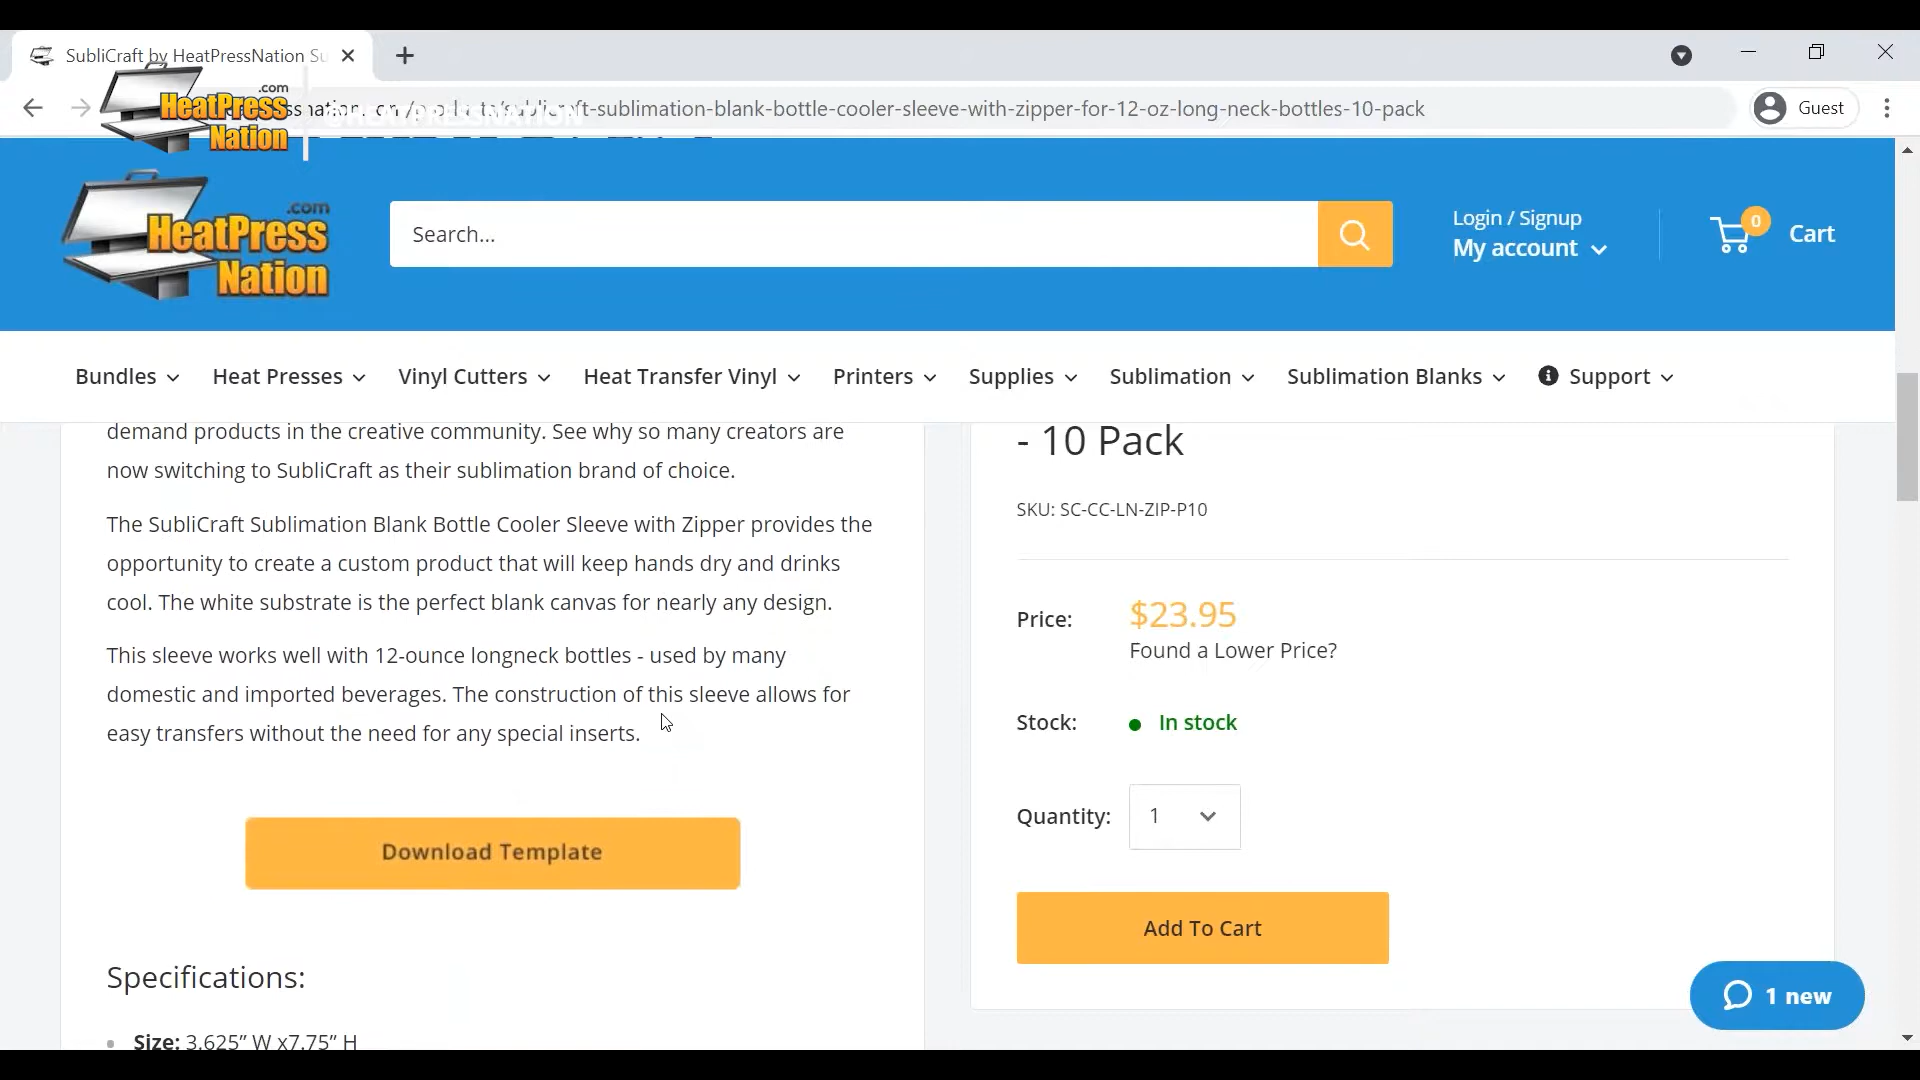 SubliCraft by HeatPressNation Su
-sublimation-blank-bottle-cooler-sleeve-with-zipper-for-12-oz-long-neck-bottles-10-pack
Guest
.com
HeatPress
Nation
.com
HeatPress
Nation
Search...
Login / Signup
My account
0
Cart
Bundles
Heat Presses
Vinyl Cutters
Heat Transfer Vinyl
Printers
Supplies
Sublimation
Sublimation Blanks
Support
demand products in the creative community. See why so many creators are
now switching to SubliCraft as their sublimation brand of choice.
The SubliCraft Sublimation Blank Bottle Cooler Sleeve with Zipper provides the
opportunity to create a custom product that will keep hands dry and drinks
cool. The white substrate is the perfect blank canvas for nearly any design.
This sleeve works well with 12-ounce longneck bottles - used by many
domestic and imported beverages. The construction of this sleeve allows for
easy transfers without the need for any special inserts.
Download Template
Specifications:
Size: 3.625” W x7.75” H
- 10 Pack
SKU: SC-CC-LN-ZIP-P10
Price: $23.95
Found a Lower Price?
Stock: In stock
Quantity: 1
Add To Cart
1 new